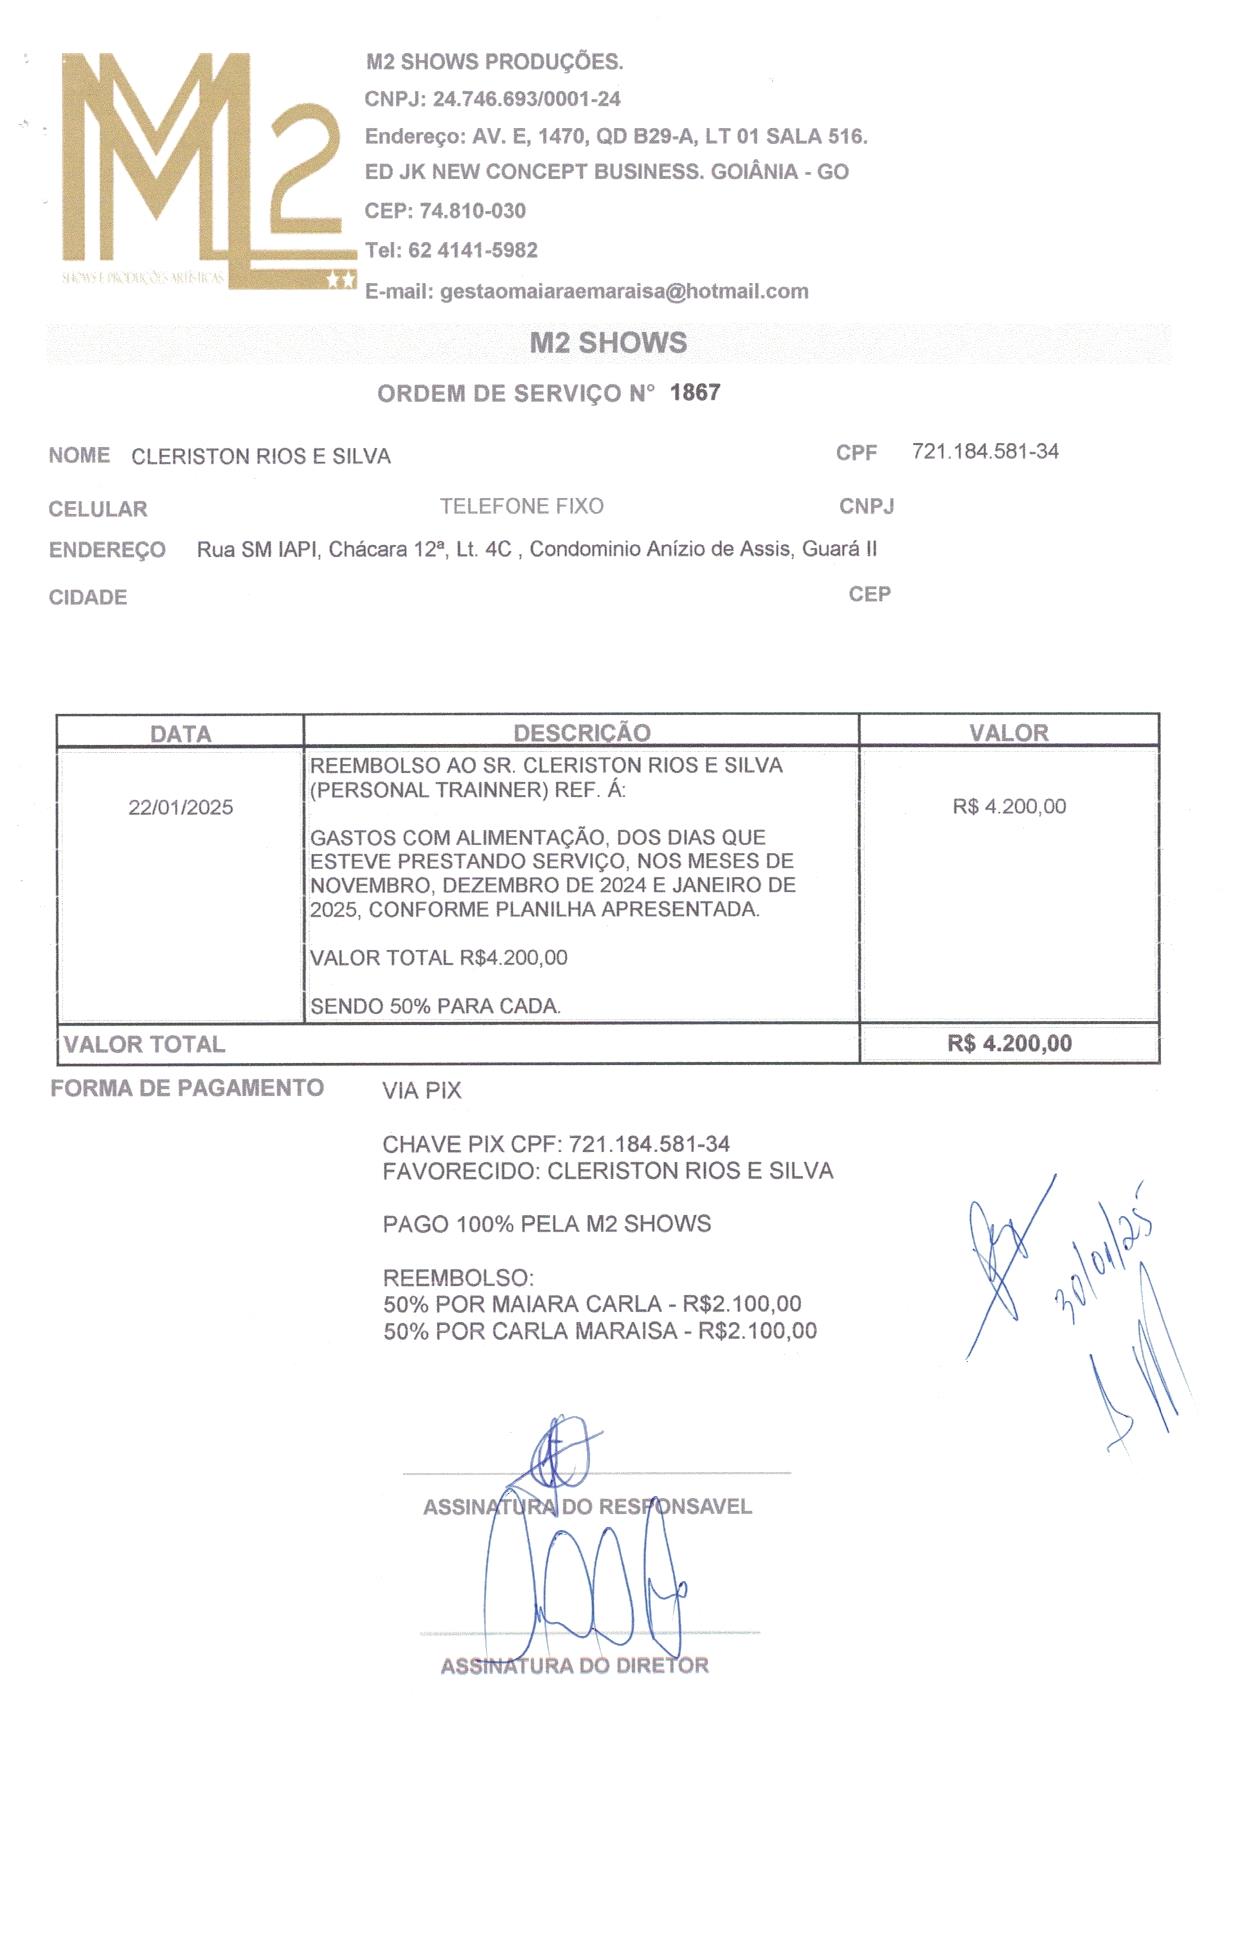 M2 SHOWS PRODUÇÕES.
CNPJ: 24.746.693/0001-24
Endereço: AV. E, 1470, QD B29-A, LT 01 SALA 516.
ED JK NEW CONCEPT BUSINESS. GOIÂNIA - GO
CEP: 74.810-030
Tel: 62 4141-5982
E-mail: gestaomaiaraemaraisa@hotmail.com
M2
SHOWS E PRODUÇÕES ARTÍSTICAS
M2 SHOWS
ORDEM DE SERVIÇO N° 1867
NOME CLERISTON RIOS E SILVA CPF 721.184.581-34
CELULAR TELEFONE FIXO CNPJ
ENDEREÇO Rua SM IAPI, Chácara 12ª, Lt. 4C , Condominio Anízio de Assis, Guará II
CIDADE CEP
DATA DESCRIÇÃO VALOR
REEMBOLSO AO SR. CLERISTON RIOS E SILVA
(PERSONAL TRAINNER) REF. Á:
22/01/2025 R$ 4.200,00
GASTOS COM ALIMENTAÇÃO, DOS DIAS QUE
ESTEVE PRESTANDO SERVIÇO, NOS MESES DE
NOVEMBRO, DEZEMBRO DE 2024 E JANEIRO DE
2025, CONFORME PLANILHA APRESENTADA.
VALOR TOTAL R$4.200,00
SENDO 50% PARA CADA.
VALOR TOTAL R$ 4.200,00
FORMA DE PAGAMENTO VIA PIX
CHAVE PIX CPF: 721.184.581-34
FAVORECIDO: CLERISTON RIOS E SILVA
PAGO 100% PELA M2 SHOWS
REEMBOLSO:
50% POR MAIARA CARLA - R$2.100,00
50% POR CARLA MARAISA - R$2.100,00
30/01/25
ASSINATURA DO RESPONSAVEL
ASSINATURA DO DIRETOR